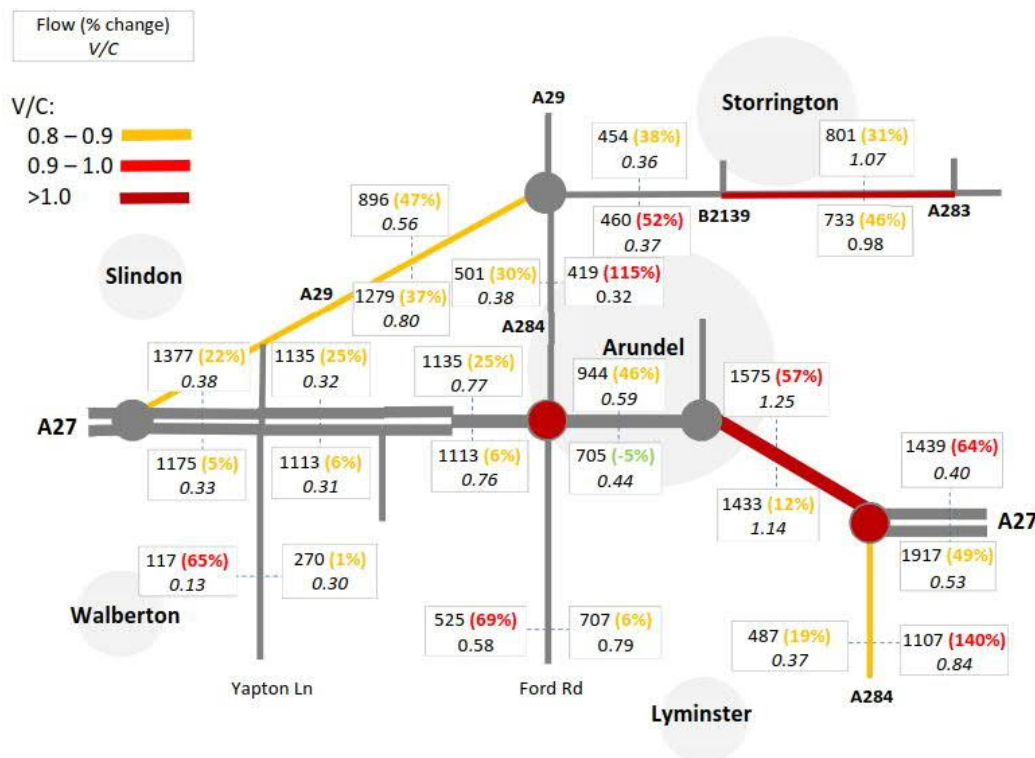 Flow (% change)
V/C
V/C:
0.8 – 0.9
0.9 – 1.0
>1.0
A29
Storrington
454 (38%)
0.36
801 (31%)
1.07
B2139
A283
460 (52%)
0.37
733 (46%)
0.98
896 (47%)
0.56
Slindon
A29
1279 (37%)
0.80
501 (30%)
0.38
419 (115%)
0.32
A284
Arundel
1377 (22%)
0.38
1135 (25%)
0.32
1135 (25%)
0.77
944 (46%)
0.59
1575 (57%)
1.25
A27
1175 (5%)
0.33
1113 (6%)
0.31
1113 (6%)
0.76
705 (-5%)
0.44
1439 (64%)
0.40
1433 (12%)
1.14
A27
1917 (49%)
0.53
117 (65%)
0.13
270 (1%)
0.30
Walberton
525 (69%)
0.58
707 (6%)
0.79
487 (19%)
0.37
1107 (140%)
0.84
Yapton Ln
Ford Rd
A284
Lyminster